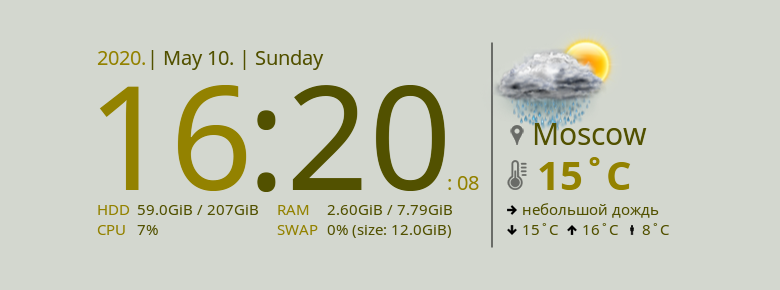 2020.| May 10. | Sunday
16:20 : 08
HDD 59.0GiB / 207GiB RAM 2.60GiB / 7.79GiB
CPU 7% SWAP 0% (size: 12.0GiB)
Moscow
15˚C
небольшой дождь
15˚C 16˚C 8˚C